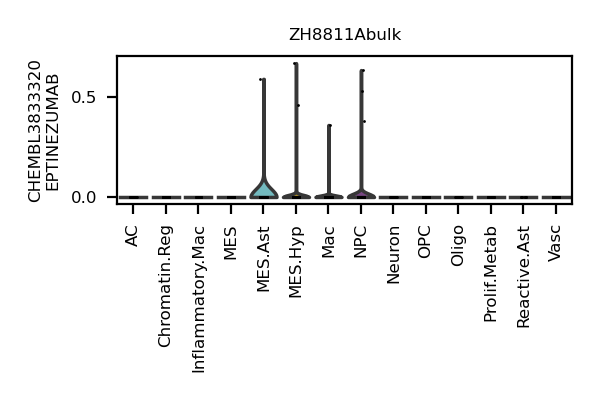 ZH8811Abulk
CHEMBL3833320
EPTINEZUMAB
0.5
0.0
AC
Chromatin.Reg
Inflammatory.Mac
MES
MES.Ast
MES.Hyp
Mac
NPC
Neuron
OPC
Oligo
Prolif.Metab
Reactive.Ast
Vasc